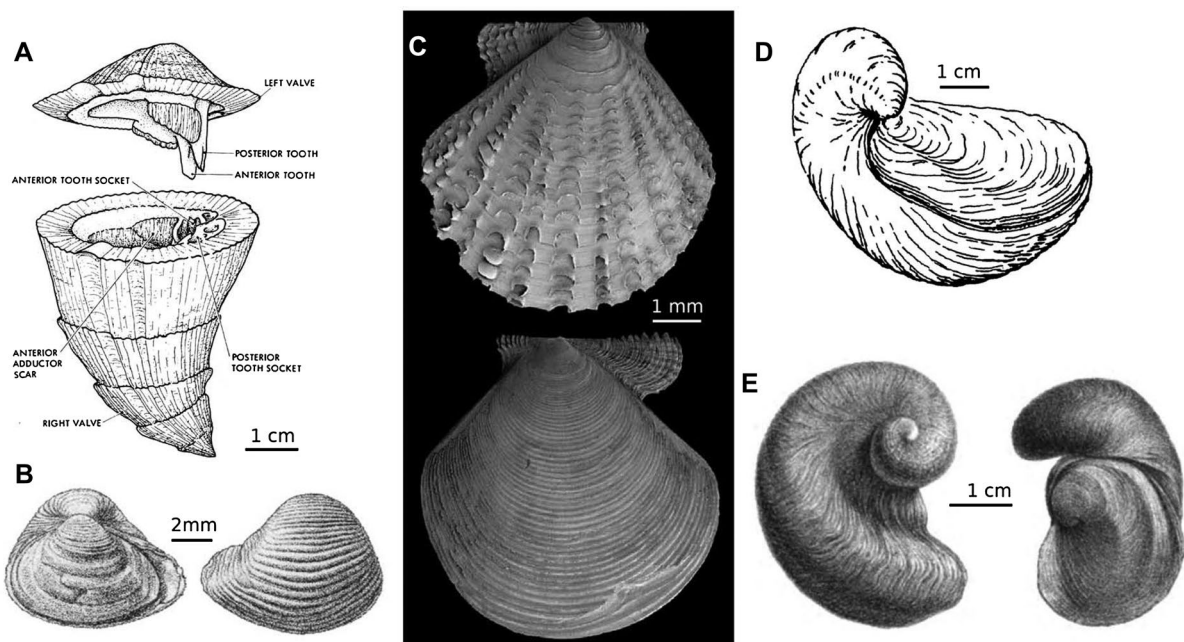 A
LEFT VALVE
POSTERIOR TOOTH
ANTERIOR TOOTH
ANTERIOR TOOTH SOCKET
ANTERIOR
ADDUCTOR
SCAR
POSTERIOR
TOOTH SOCKET
RIGHT VALVE
1 cm
B
2mm
C
1 mm
D
1 cm
E
1 cm